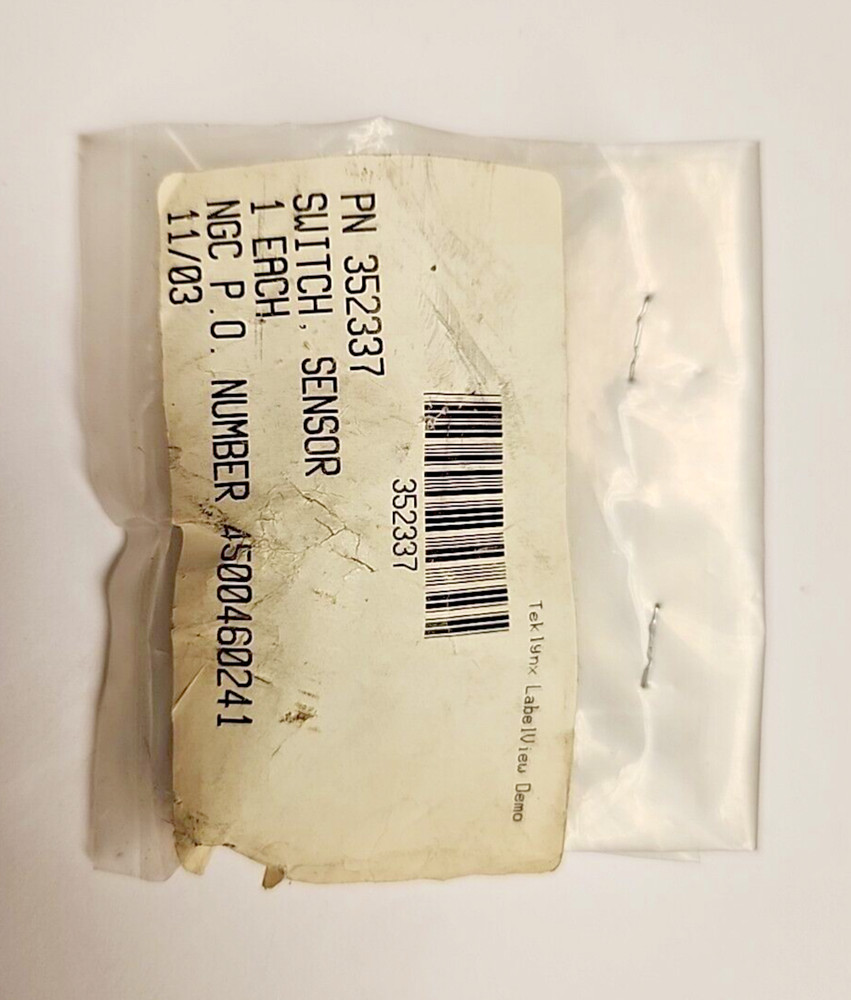 Teklynx LabelView Demo
352337
PN 352337
SWITCH, SENSOR
1 EACH
NGC P.O. NUMBER 4500460241
11/03